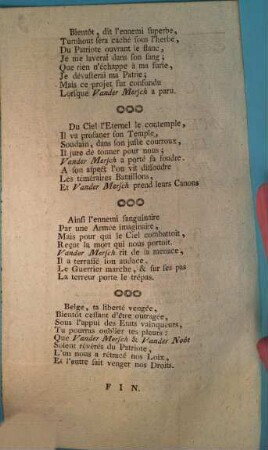 Bientôt, dit l'ennemi superbe,
Turnhout sera caché sous l'herbe,
Du Patriote ouvrant le flanc,
Je me laverai dans son sang;
Que rien n'échappe à ma furie,
Je dévasterai ma Patrie;
Mais ce projet fut confondu
Lorsque Vander Mersch a paru.
Du Ciel l'Eternel le contemple,
Il va profaner son Temple,
Soudain, dans son juste courroux,
Il jure de tonner pour nous;
Vander Mersch a porté sa foudre.
A son aspect l'on vit dissoudre
Les téméraires Bataillons,
Et Vander Mersch prend leurs Canons
Ainsi l'ennemi sanguinaire
Par une Armée imaginaire,
Mais pour qui le Ciel combattoit,
Reçut la mort qui nous portoit.
Vander Mersch rit de la menace,
Il a terrassé son audace,
Le Guerrier marche, & sur ses pas
La terreur porte le trépas.
Belge, ta liberté vengée,
Bientôt cessant d'être outragée,
Sous l'appui des Etats vainqueurs,
Tu pourras oublier tes pleurs:
Que Vander Mersch & Vander Noot
Soient révérés du Patriote,
L'un nous a retracé nos Loix,
Et l'autre fait venger nos Droits.
FIN.